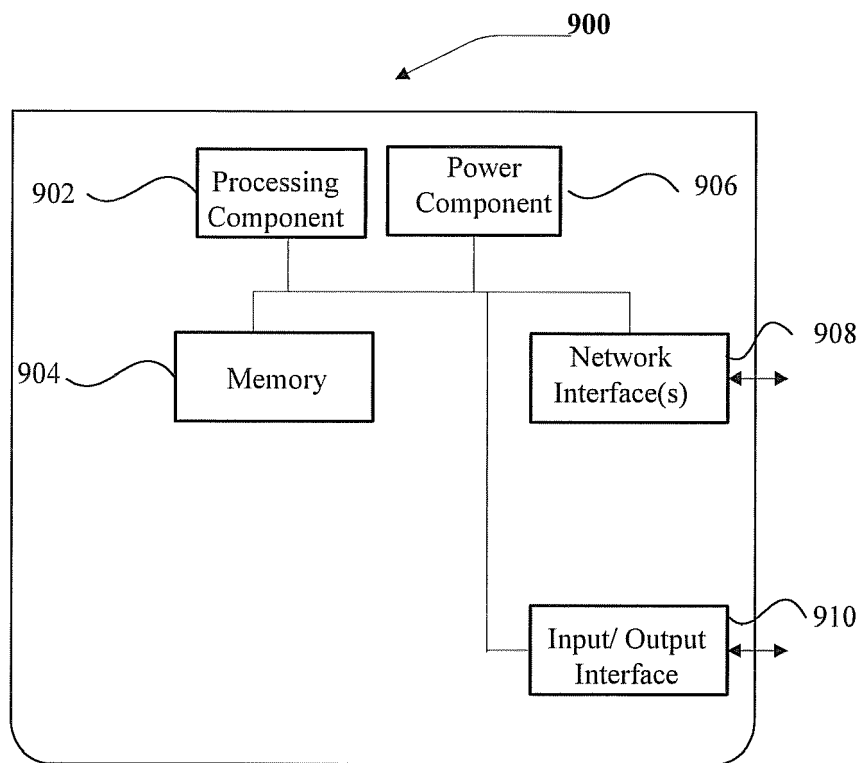 900
902
Processing
Component
Power
Component
906
904
Memory
Network
Interface(s)
908
Input/ Output
Interface
910